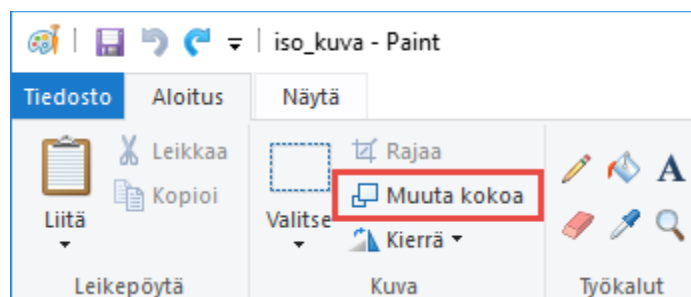 iso_kuva - Paint
Tiedosto Aloitus Näytä
Liitä
Leikkaa
Kopioi
Leikepöytä
Valitse
Rajaa
Muuta kokoa
Kierrä
Kuva
A
Työkalut